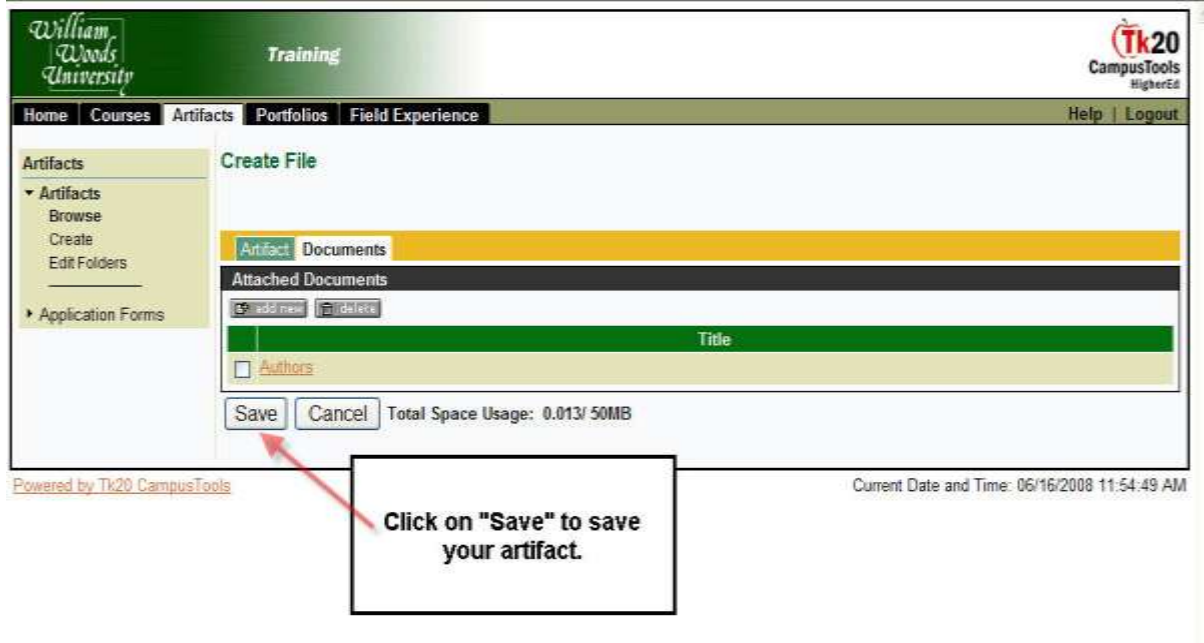 William
Woods
University
Training
Tk20
CampusTools
HigherEd
Home Courses Artifacts Portfolios Field Experience Help | Logout
Artifacts
Artifacts
Browse
Create
Edit Folders
Application Forms
Create File
Artifact Documents
Attached Documents
add new delete
Title
Authors
Save Cancel Total Space Usage: 0.013/ 50MB
Powered by Tk20 CampusTools Current Date and Time: 06/16/2008 11:54:49 AM
Click on "Save" to save
your artifact.